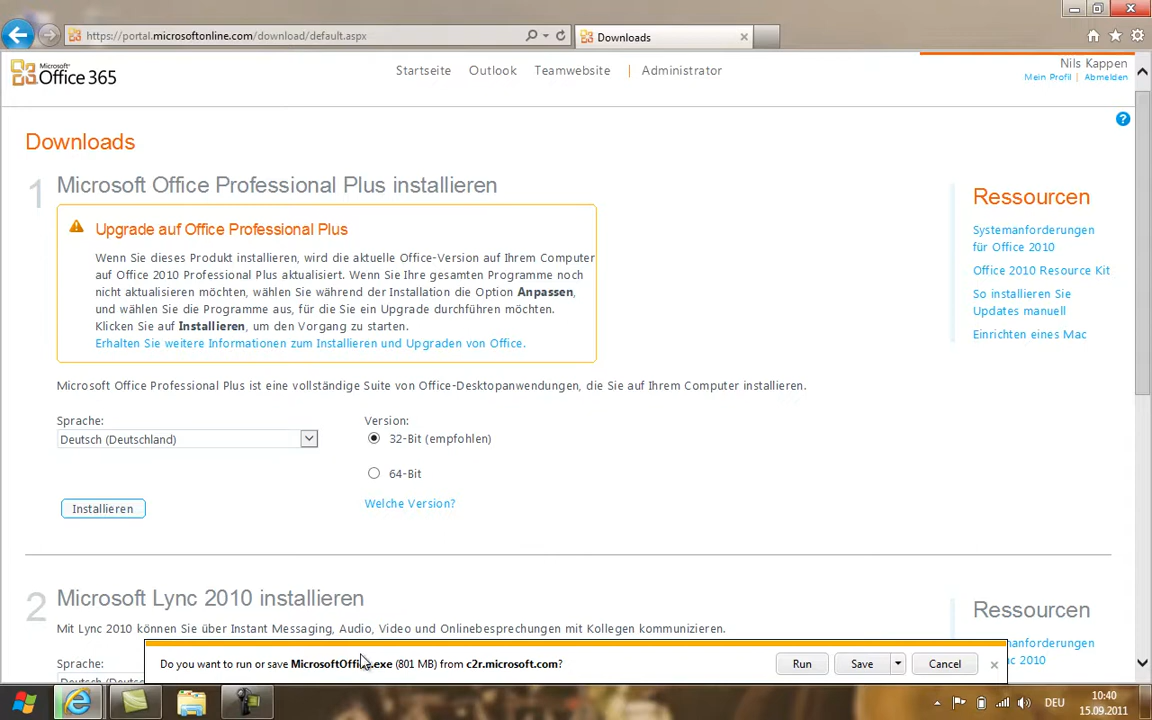 https://portal.microsoftonline.com/download/default.aspx
Downloads
Microsoft
Office 365
Startseite
Outlook
Teamwebsite
|
Administrator
Nils Kappen
Mein Profil | Abmelden
?
Downloads
1
Microsoft Office Professional Plus installieren
Upgrade auf Office Professional Plus
Wenn Sie dieses Produkt installieren, wird die aktuelle Office-Version auf Ihrem Computer
auf Office 2010 Professional Plus aktualisiert. Wenn Sie Ihre gesamten Programme noch
nicht aktualisieren möchten, wählen Sie während der Installation die Option Anpassen,
und wählen Sie die Programme aus, für die Sie ein Upgrade durchführen möchten.
Klicken Sie auf Installieren, um den Vorgang zu starten.
Erhalten Sie weitere Informationen zum Installieren und Upgraden von Office.
Ressourcen
Systemanforderungen
für Office 2010
Office 2010 Resource Kit
So installieren Sie
Updates manuell
Einrichten eines Mac
Microsoft Office Professional Plus ist eine vollständige Suite von Office-Desktopanwendungen, die Sie auf Ihrem Computer installieren.
Sprache:
Deutsch (Deutschland)
Version:
32-Bit (empfohlen)
64-Bit
Welche Version?
Installieren
2
Microsoft Lync 2010 installieren
Mit Lync 2010 können Sie über Instant Messaging, Audio, Video und Onlinebesprechungen mit Kollegen kommunizieren.
Sprache:
Ressourcen
nforderungen
nc 2010
Do you want to run or save MicrosoftOffice.exe (801 MB) from c2r.microsoft.com?
Run
Save
Cancel
DEU
10:40
15.09.2011